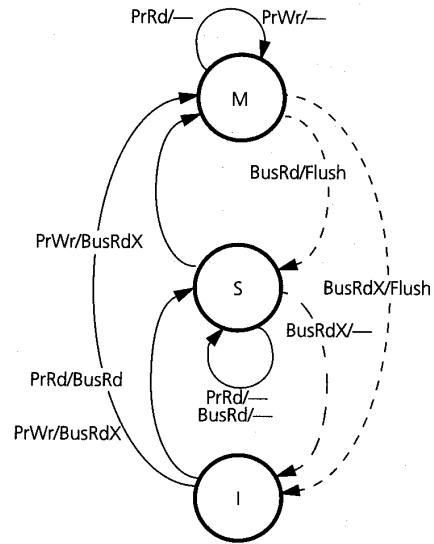 PrRd/— PrWr/—
M
BusRd/Flush
PrWr/BusRdX
S
BusRdX/Flush
BusRdX/—
PrRd/BusRd
PrRd/—
BusRd/—
PrWr/BusRdX
I